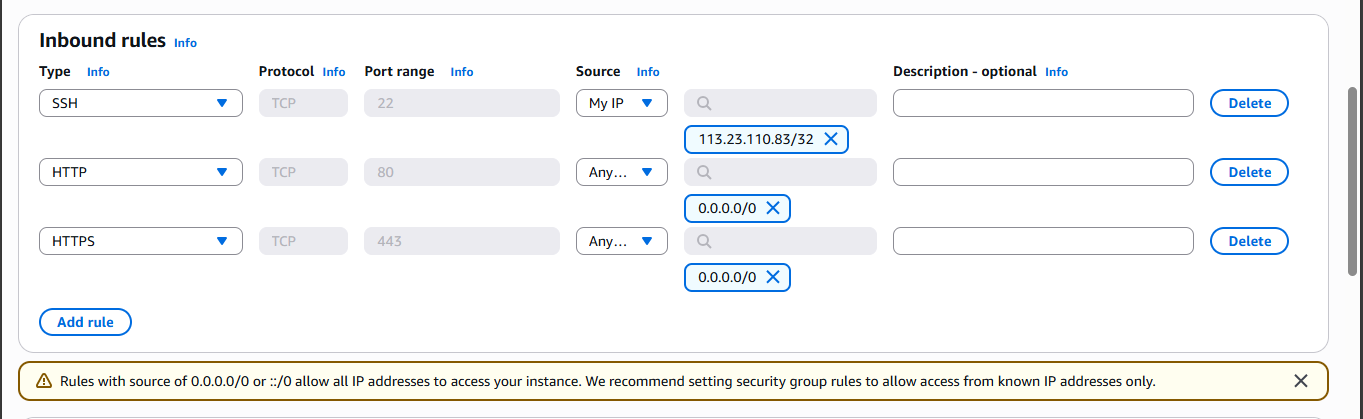 Inbound rules Info
Type Info Protocol Info Port range Info Source Info Description - optional Info
SSH TCP 22 My IP Delete
113.23.110.83/32
HTTP TCP 80 Any... Delete
0.0.0.0/0
HTTPS TCP 443 Any... Delete
0.0.0.0/0
Add rule
Rules with source of 0.0.0.0/0 or ::/0 allow all IP addresses to access your instance. We recommend setting security group rules to allow access from known IP addresses only.